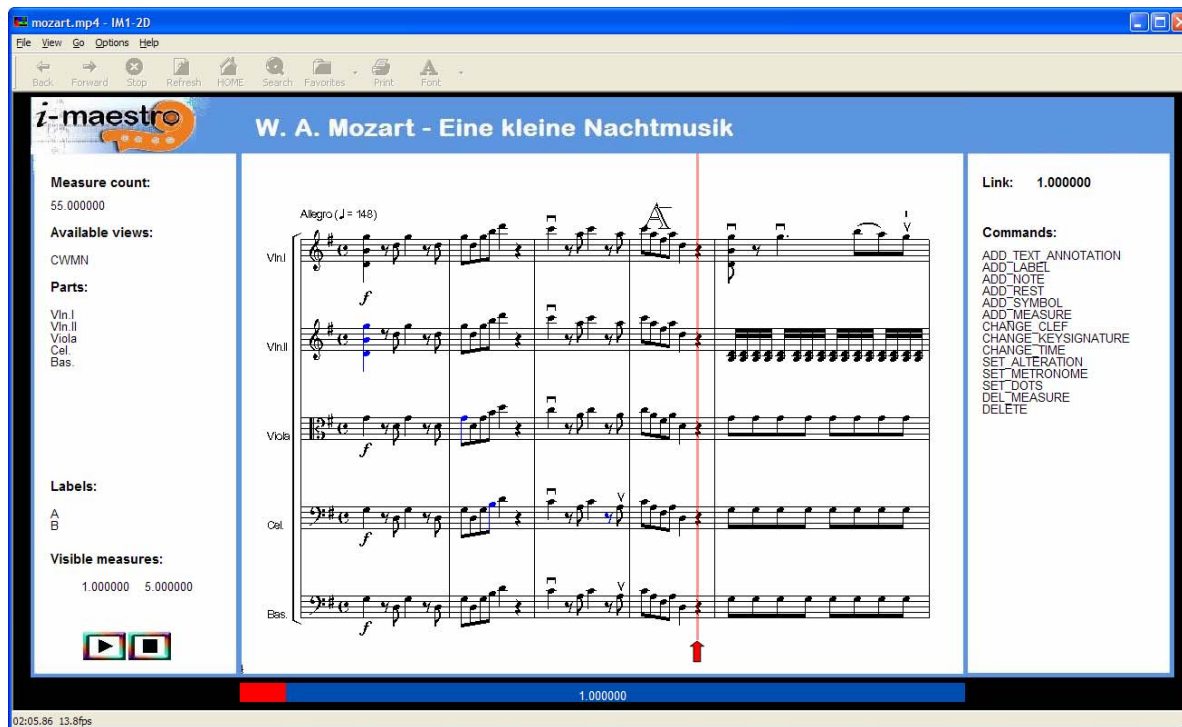 mozart.mp4 - IM1-2D
File View Go Options Help
Back Forward Stop Refresh HOME Search Favorites Print Font
i-maestro
W. A. Mozart - Eine kleine Nachtmusik
Measure count:
55.000000
Available views:
CWMN
Parts:
Vln.I
Vln.II
Viola
Cel.
Bas.
Labels:
A
B
Visible measures:
1.000000 5.000000
Allegro (♩ = 148)
A
Vln.I
f
Vln.II
Viola
f
Cel.
f
Bas.
f
1.000000
Link: 1.000000
Commands:
ADD_TEXT_ANNOTATION
ADD_LABEL
ADD_NOTE
ADD_REST
ADD_SYMBOL
ADD_MEASURE
CHANGE_CLEF
CHANGE_KEYSIGNATURE
CHANGE_TIME
SET_ALTERATION
SET_METRONOME
SET_DOTS
DEL_MEASURE
DELETE
02:05.86 13.8fps